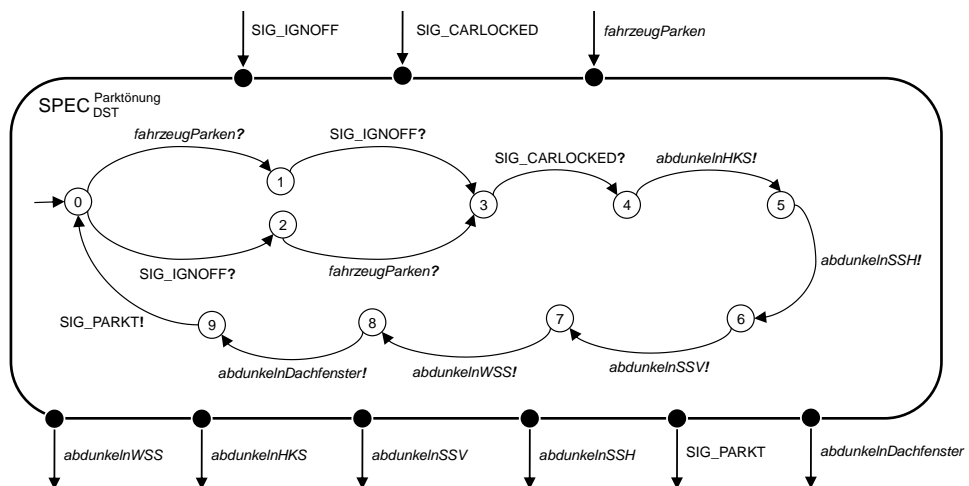 SIG_IGNOFF
SIG_CARLOCKED
fahrzeugParken
SPEC Parktönung
DST
fahrzeugParken?
SIG_IGNOFF?
SIG_CARLOCKED?
abdunkelnHKS!
0
1
2
3
4
5
SIG_IGNOFF?
fahrzeugParken?
abdunkelnSSH!
SIG_PARKT!
9
8
7
6
abdunkelnDachfenster!
abdunkelnWSS!
abdunkelnSSV!
abdunkelnWSS
abdunkelnHKS
abdunkelnSSV
abdunkelnSSH
SIG_PARKT
abdunkelnDachfenster